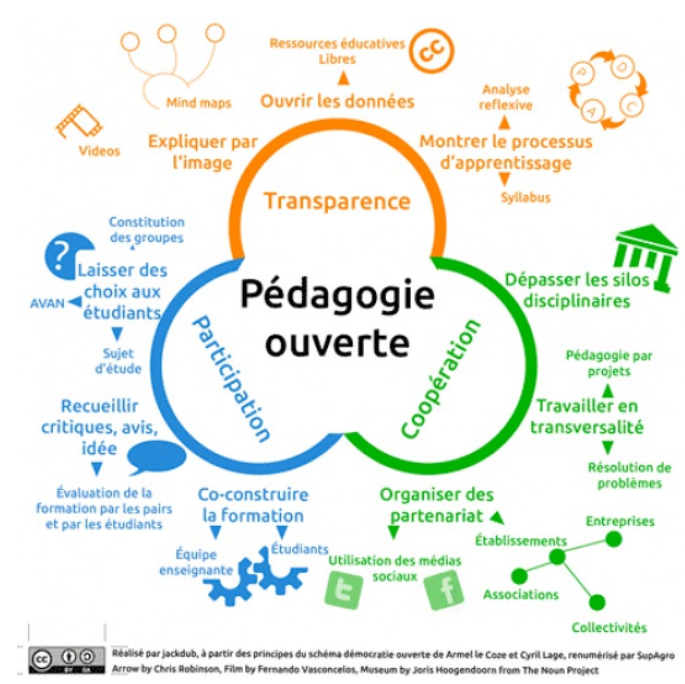 Ressources éducatives
Libres
cc
Mind maps
Ouvrir les données
Analyse
reflexive
P
D
C
A
Videos
Expliquer par
l'image
Montrer le processus
d'apprentissage
Syllabus
Transparence
Constitution
des groupes
?
Laisser des
choix aux
étudiants
AVAN
Sujet
d'étude
Pédagogie
ouverte
Participation
Coopération
Dépasser les silos
disciplinaires
Pédagogie par
projets
Travailler en
transversalité
Résolution de
problèmes
Recueillir
critiques, avis,
idée
Évaluation de la
formation par les pairs
et par les étudiants
Co-construire
la formation
Équipe
enseignante
Étudiants
Organiser des
partenariat
Utilisation des médias
sociaux
t
f
Entreprises
Établissements
Associations
Collectivités
cc
BY SA
Réalisé par jackdub, à partir des principes du schéma démocratie ouverte de Armel le Coze et Cyril Lage, renumérisé par SupAgro
Arrow by Chris Robinson, Film by Fernando Vasconcelos, Museum by Joris Hoogendoorn from The Noun Project